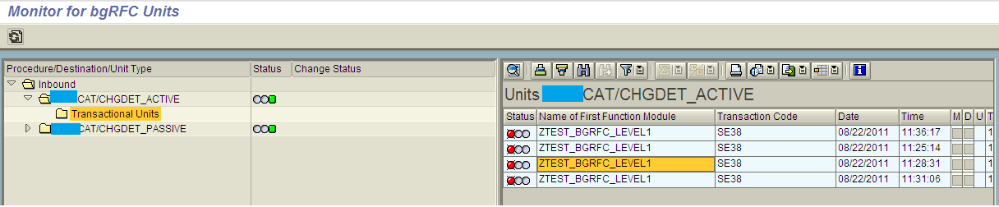 Monitor for bgRFC Units
Procedure/Destination/Unit Type Status Change Status
Inbound
CAT/CHGDET_ACTIVE
Transactional Units
CAT/CHGDET_PASSIVE
Units CAT/CHGDET_ACTIVE
Status Name of First Function Module Transaction Code Date Time M D U T
ZTEST_BGRFC_LEVEL1 SE38 08/22/2011 11:36:17 1
ZTEST_BGRFC_LEVEL1 SE38 08/22/2011 11:25:14 1
ZTEST_BGRFC_LEVEL1 SE38 08/22/2011 11:28:31 1
ZTEST_BGRFC_LEVEL1 SE38 08/22/2011 11:31:06 1